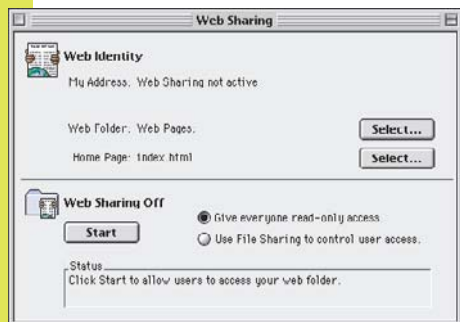 Web Sharing
Web Identity
My Address: Web Sharing not active
Web Folder: Web Pages.
Select...
Home Page: index.html
Select...
Web Sharing Off
Start
Give everyone read-only access.
Use File Sharing to control user access.
Status
Click Start to allow users to access your web folder.